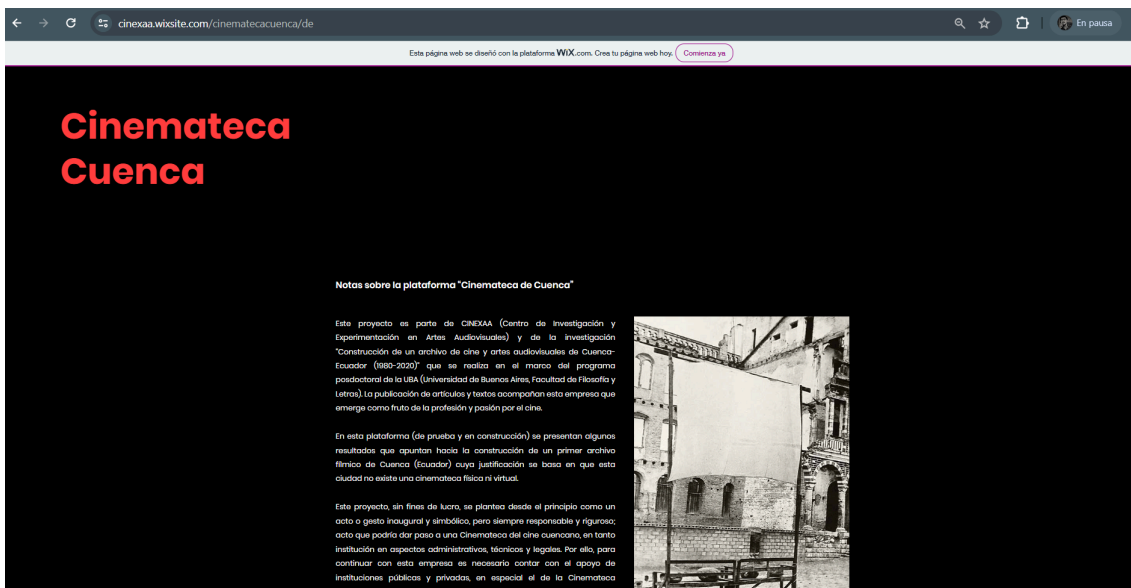 cinexaa.wixsite.com/cinematecacuenca/de
En pausa
Esta página web se diseñó con la plataforma WiX.com. Crea tu página web hoy. Comienza ya
Cinemateca
Cuenca
Notas sobre la plataforma "Cinemateca de Cuenca"
Este proyecto es parte de CINEXAA (Centro de Investigación y
Experimentación en Artes Audiovisuales) y de la investigación
"Construcción de un archivo de cine y artes audiovisuales de Cuenca-
Ecuador (1980-2020)" que se realiza en el marco del programa
posdoctoral de la UBA (Universidad de Buenos Aires, Facultad de Filosofía y
Letras). La publicación de artículos y textos acompañan esta empresa que
emerge como fruto de la profesión y pasión por el cine.
En esta plataforma (de prueba y en construcción) se presentan algunos
resultados que apuntan hacia la construcción de un primer archivo
fílmico de Cuenca (Ecuador) cuya justificación se basa en que esta
ciudad no existe una cinemateca física ni virtual.
Este proyecto, sin fines de lucro, se plantea desde el principio como un
acto o gesto inaugural y simbólico, pero siempre responsable y riguroso;
acto que podría dar paso a una Cinemateca del cine cuencano, en tanto
institución en aspectos administrativos, técnicos y legales. Por ello, para
continuar con esta empresa es necesario contar con el apoyo de
instituciones públicas y privadas, en especial el de la Cinemateca